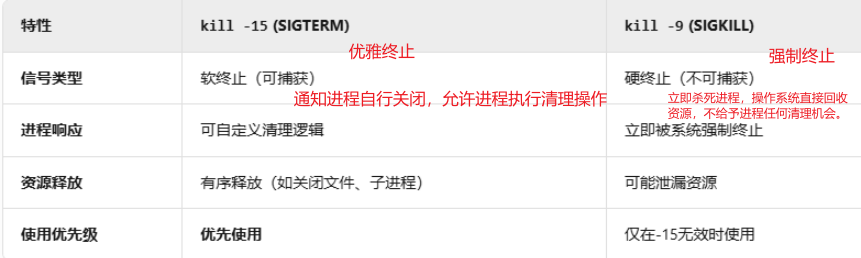 特性 kill -15 (SIGTERM) kill -9 (SIGKILL)
优雅终止 强制终止
信号类型 软终止（可捕获） 硬终止（不可捕获）
通知进程自行关闭，允许进程执行清理操作 立即杀死进程，操作系统直接回收
资源，不给予进程任何清理机会。
进程响应 可自定义清理逻辑 立即被系统强制终止
资源释放 有序释放（如关闭文件、子进程） 可能泄漏资源
使用优先级 优先使用 仅在-15无效时使用